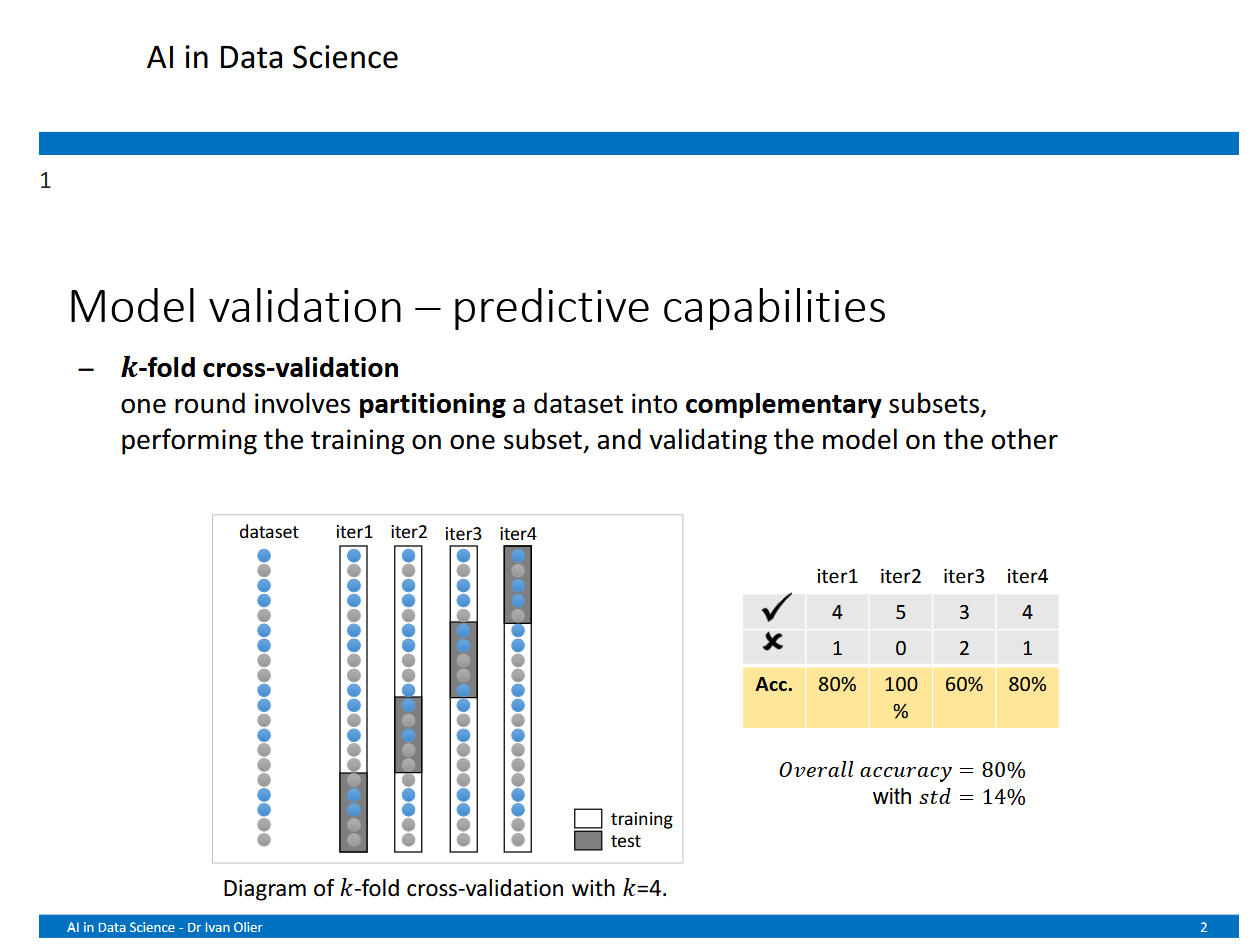 AI in Data Science
1
Model validation – predictive capabilities
– k-fold cross-validation
one round involves partitioning a dataset into complementary subsets,
performing the training on one subset, and validating the model on the other
dataset iter1 iter2 iter3 iter4
training
test
Diagram of k-fold cross-validation with k=4.
iter1 iter2 iter3 iter4
✓ 4 5 3 4
✗ 1 0 2 1
Acc. 80% 100 60% 80%
%
Overall accuracy = 80%
with std = 14%
AI in Data Science - Dr Ivan Olier 2